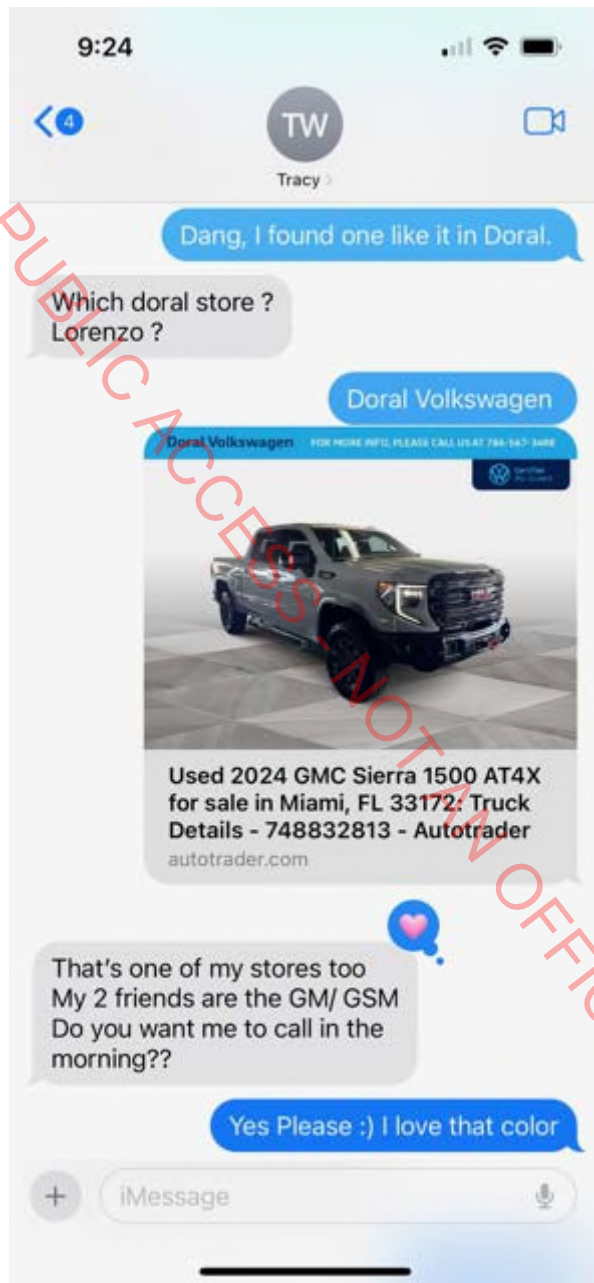 9:24
4
TW
Tracy
Dang, I found one like it in Doral.
Which doral store ?
Lorenzo ?
Doral Volkswagen
Doral Volkswagen FOR MORE INFO, PLEASE CALL US AT 786-567-3408
Certified
Used 2024 GMC Sierra 1500 AT4X
for sale in Miami, FL 33172: Truck
Details - 748832813 - Autotrader
autotrader.com
That's one of my stores too
My 2 friends are the GM/ GSM
Do you want me to call in the
morning??
Yes Please :) I love that color
iMessage
PUBLIC ACCESS - NOT AN OFFIC